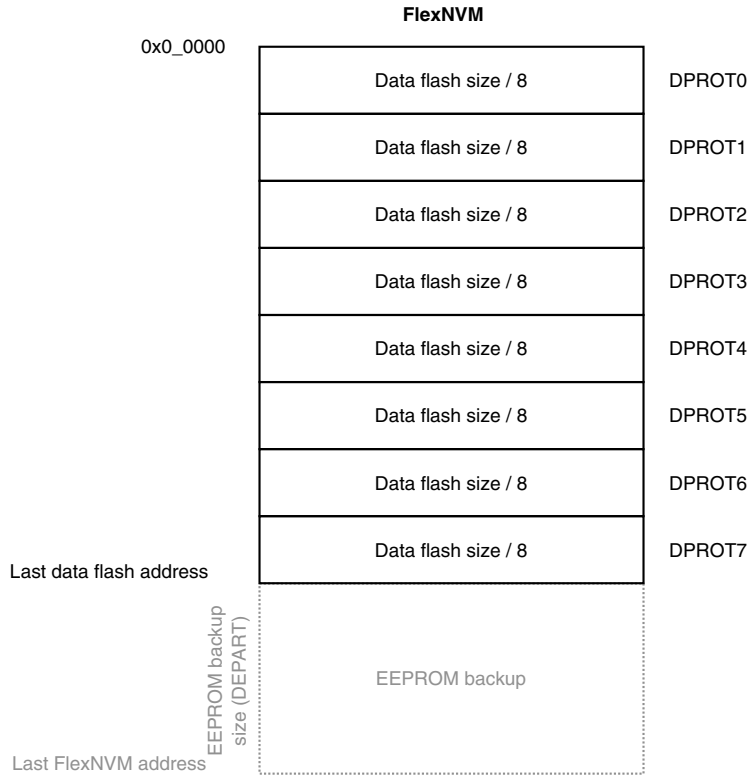 FlexNVM
0x0_0000
Data flash size / 8
DPROT0
Data flash size / 8
DPROT1
Data flash size / 8
DPROT2
Data flash size / 8
DPROT3
Data flash size / 8
DPROT4
Data flash size / 8
DPROT5
Data flash size / 8
DPROT6
Data flash size / 8
DPROT7
Last data flash address
EEPROM backup
size (DEPART)
EEPROM backup
Last FlexNVM address